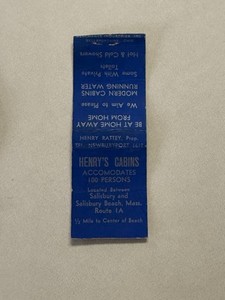 HENRY'S CABINS
ACCOMODATES
100 PERSONS
Located Between
Salisbury and
Salisbury Beach, Mass.
Route 1A
½ Mile to Center of Beach
HENRY RATTEY, Prop.
BE AT HOME AWAY
FROM HOME
We Aim to Please
MODERN CABINS
RUNNING WATER
Some With Private
Toilets
Hot & Cold Showers